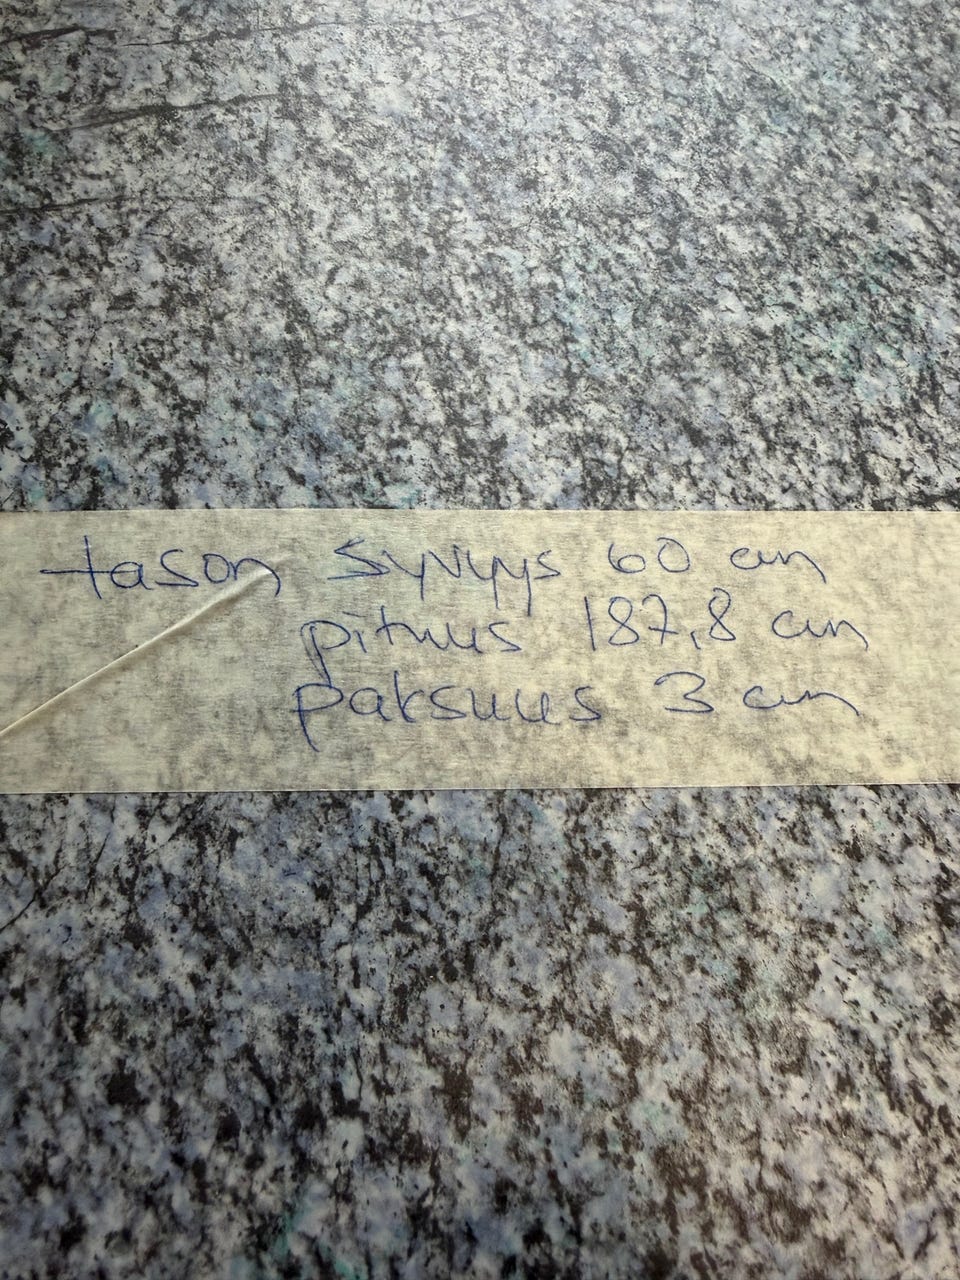 tason syvyys 60 cm
pituus 187,8 cm
paksuus 3 cm